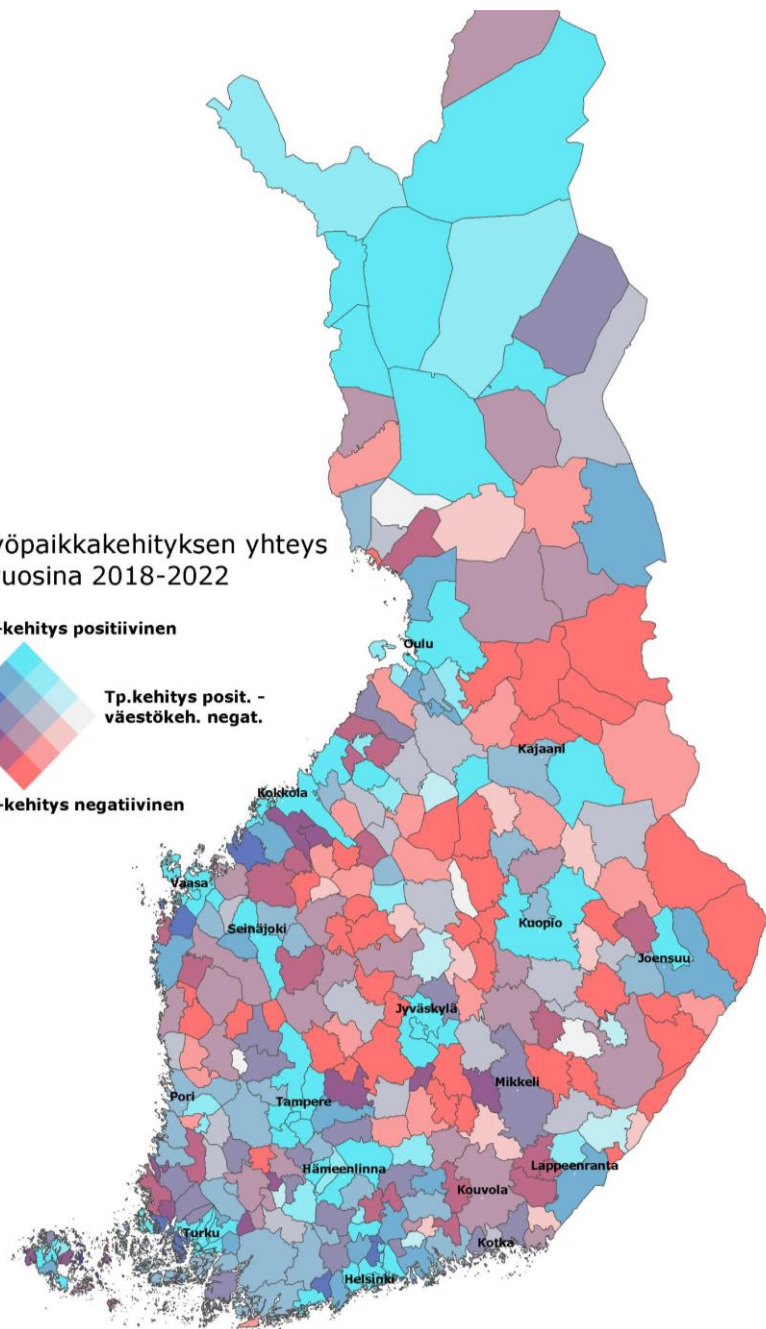 yöpaikkakehityksen yhteys
uosina 2018-2022
-kehitys positiivinen
Tp.kehitys posit. -
väestökeh. negat.
-kehitys negatiivinen
Oulu
Kajaani
Kokkola
Vaasa
Seinäjoki
Kuopio
Joensuu
Jyväskylä
Mikkeli
Pori
Tampere
Hämeenlinna
Lappeenranta
Kouvola
Turku
Kotka
Helsinki